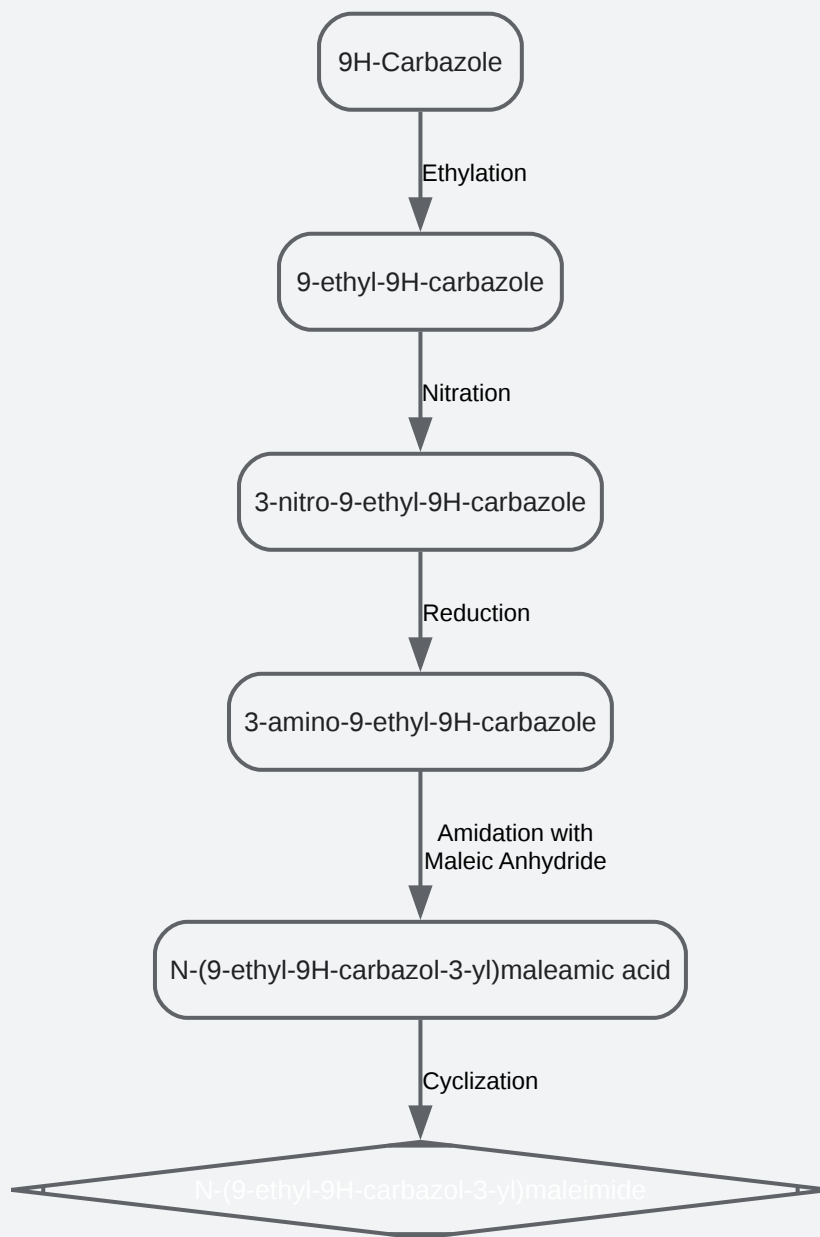 9H-Carbazole
Ethylation
9-ethyl-9H-carbazole
Nitration
3-nitro-9-ethyl-9H-carbazole
Reduction
3-amino-9-ethyl-9H-carbazole
Amidation with
Maleic Anhydride
N-(9-ethyl-9H-carbazol-3-yl)maleamic acid
Cyclization
N-(9-ethyl-9H-carbazol-3-yl)maleimide